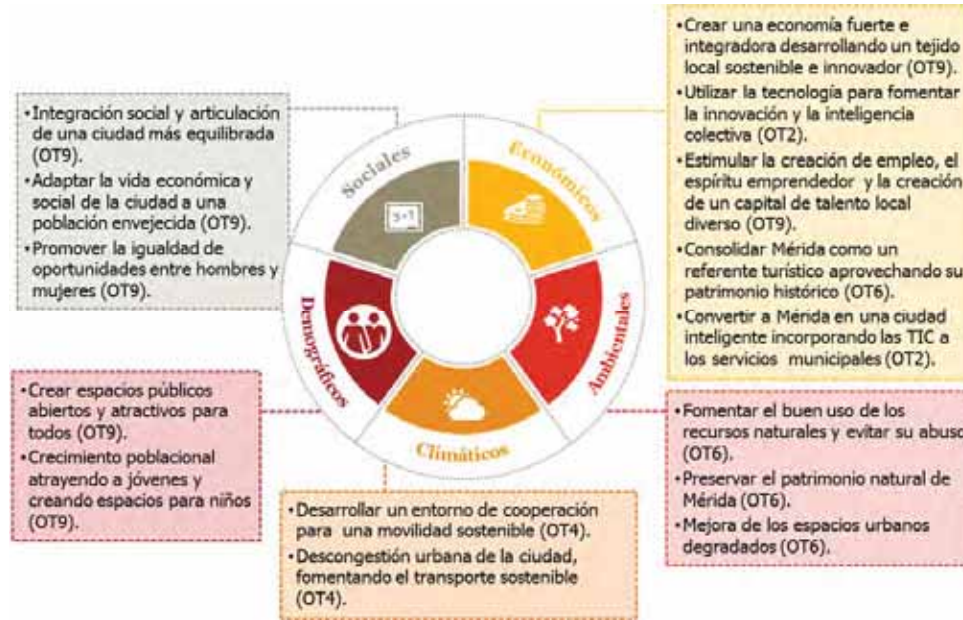 •Crear una economía fuerte e
integradora desarrollando un tejido
local sostenible e innovador (OT9).
•Utilizar la tecnología para fomentar
la innovación y la inteligencia
colectiva (OT2).
•Estimular la creación de empleo, el
espíritu emprendedor y la creación
de un capital de talento local
diverso (OT9).
•Consolidar Mérida como un
referente turístico aprovechando su
patrimonio histórico (OT6).
•Convertir a Mérida en una ciudad
inteligente incorporando las TIC a
los servicios municipales (OT2).
•Integración social y articulación
de una ciudad más equilibrada
(OT9).
•Adaptar la vida económica y
social de la ciudad a una
población envejecida (OT9).
•Promover la igualdad de
oportunidades entre hombres y
mujeres (OT9).
Sociales
Económicos
Demográficos
Ambientales
Climáticos
•Crear espacios públicos
abiertos y atractivos para
todos (OT9).
•Crecimiento poblacional
atrayendo a jóvenes y
creando espacios para niños
(OT9).
•Desarrollar un entorno de cooperación
para una movilidad sostenible (OT4).
•Descongestión urbana de la ciudad,
fomentando el transporte sostenible
(OT4).
•Fomentar el buen uso de los
recursos naturales y evitar su abuso
(OT6).
•Preservar el patrimonio natural de
Mérida (OT6).
•Mejora de los espacios urbanos
degradados (OT6).